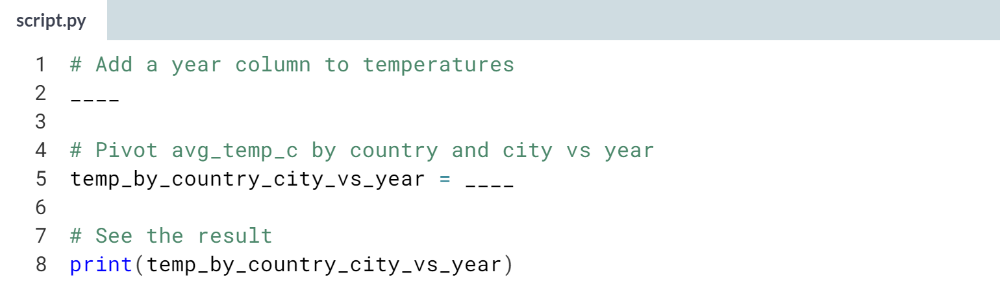 script.py
1 # Add a year column to temperatures
2 ____
3
4 # Pivot avg_temp_c by country and city vs year
5 temp_by_country_city_vs_year = ____
6
7 # See the result
8 print(temp_by_country_city_vs_year)